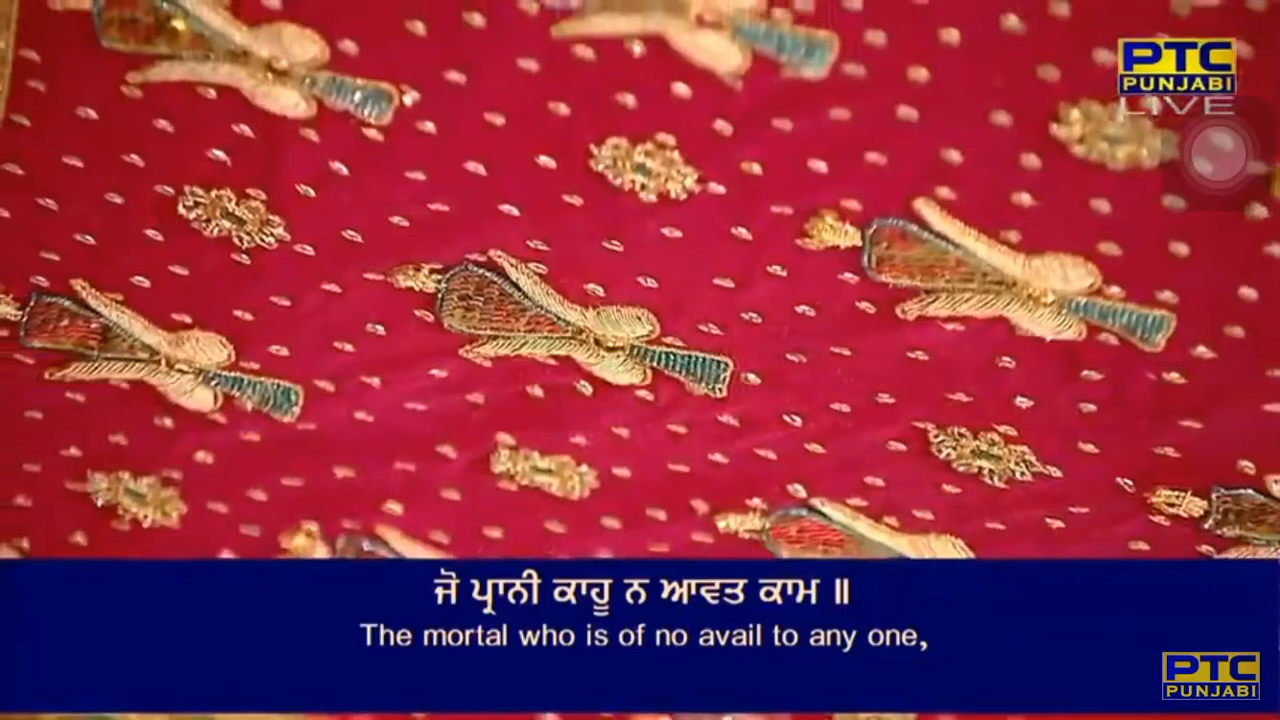 PTC
PUNJABI
LIVE
ਜੋ ਪ੍ਰਾਨੀ ਕਾਹੂ ਨ ਆਵਤ ਕਾਮ ॥
The mortal who is of no avail to any one,
PTC
PUNJABI